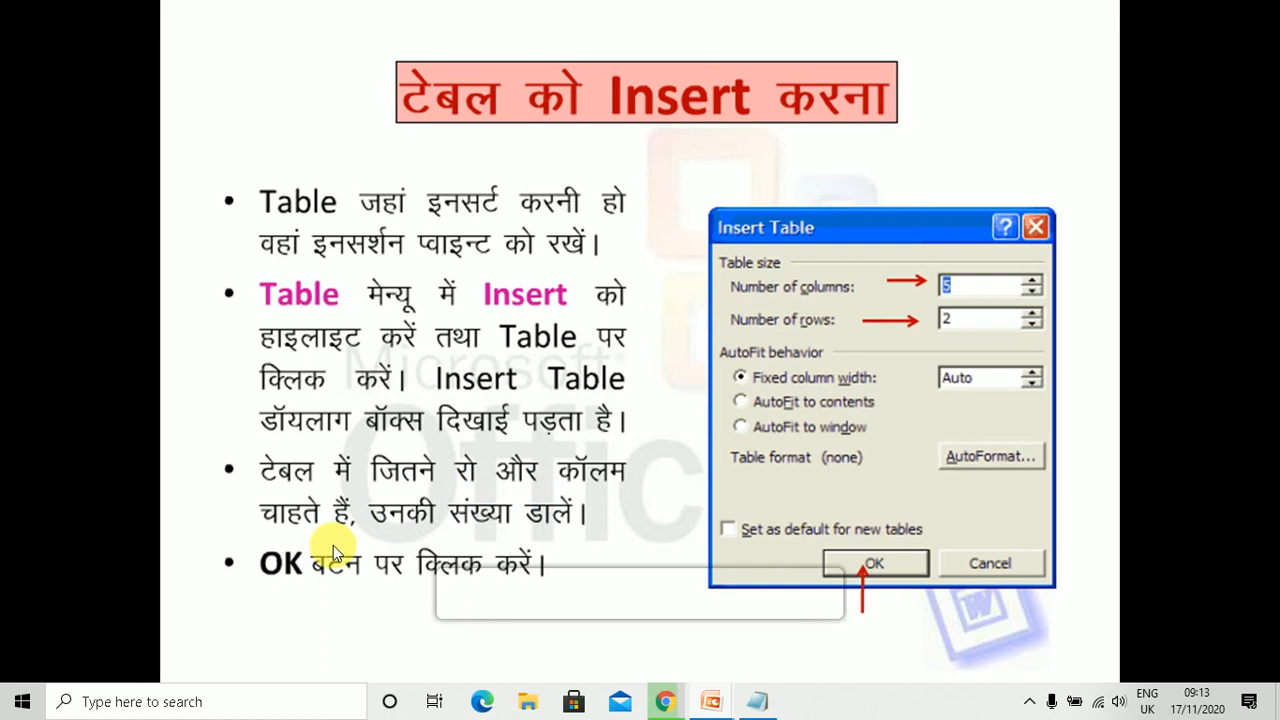 टेबल को Insert करना
• Table जहां इनसर्ट करनी हो
वहां इनसर्शन प्वाइन्ट को रखें।
• Table मेन्यू में Insert को
हाइलाइट करें तथा Table पर
क्लिक करें। Insert Table
डॉयलाग बॉक्स दिखाई पड़ता है।
• टेबल में जितने रो और कॉलम
चाहते हैं, उनकी संख्या डालें।
• OK बटन पर क्लिक करें।
Insert Table
Table size
Number of columns: 5
Number of rows: 2
AutoFit behavior
Fixed column width: Auto
AutoFit to contents
AutoFit to window
Table format (none) AutoFormat...
Set as default for new tables
OK Cancel
Microsoft
Office
W
Type here to search
ENG
UK
09:13
17/11/2020